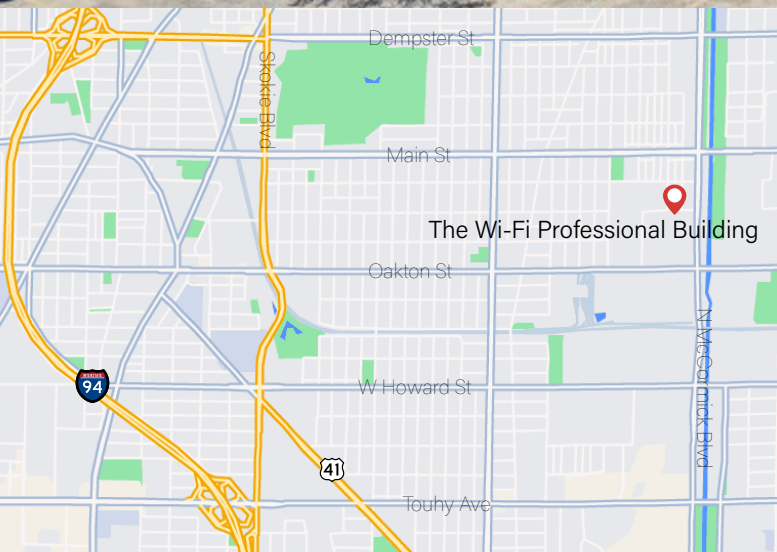 Dempster St
Skokie Blvd
Main St
The Wi-Fi Professional Building
Oakton St
N McCormick Blvd
W Howard St
94
41
Touhy Ave